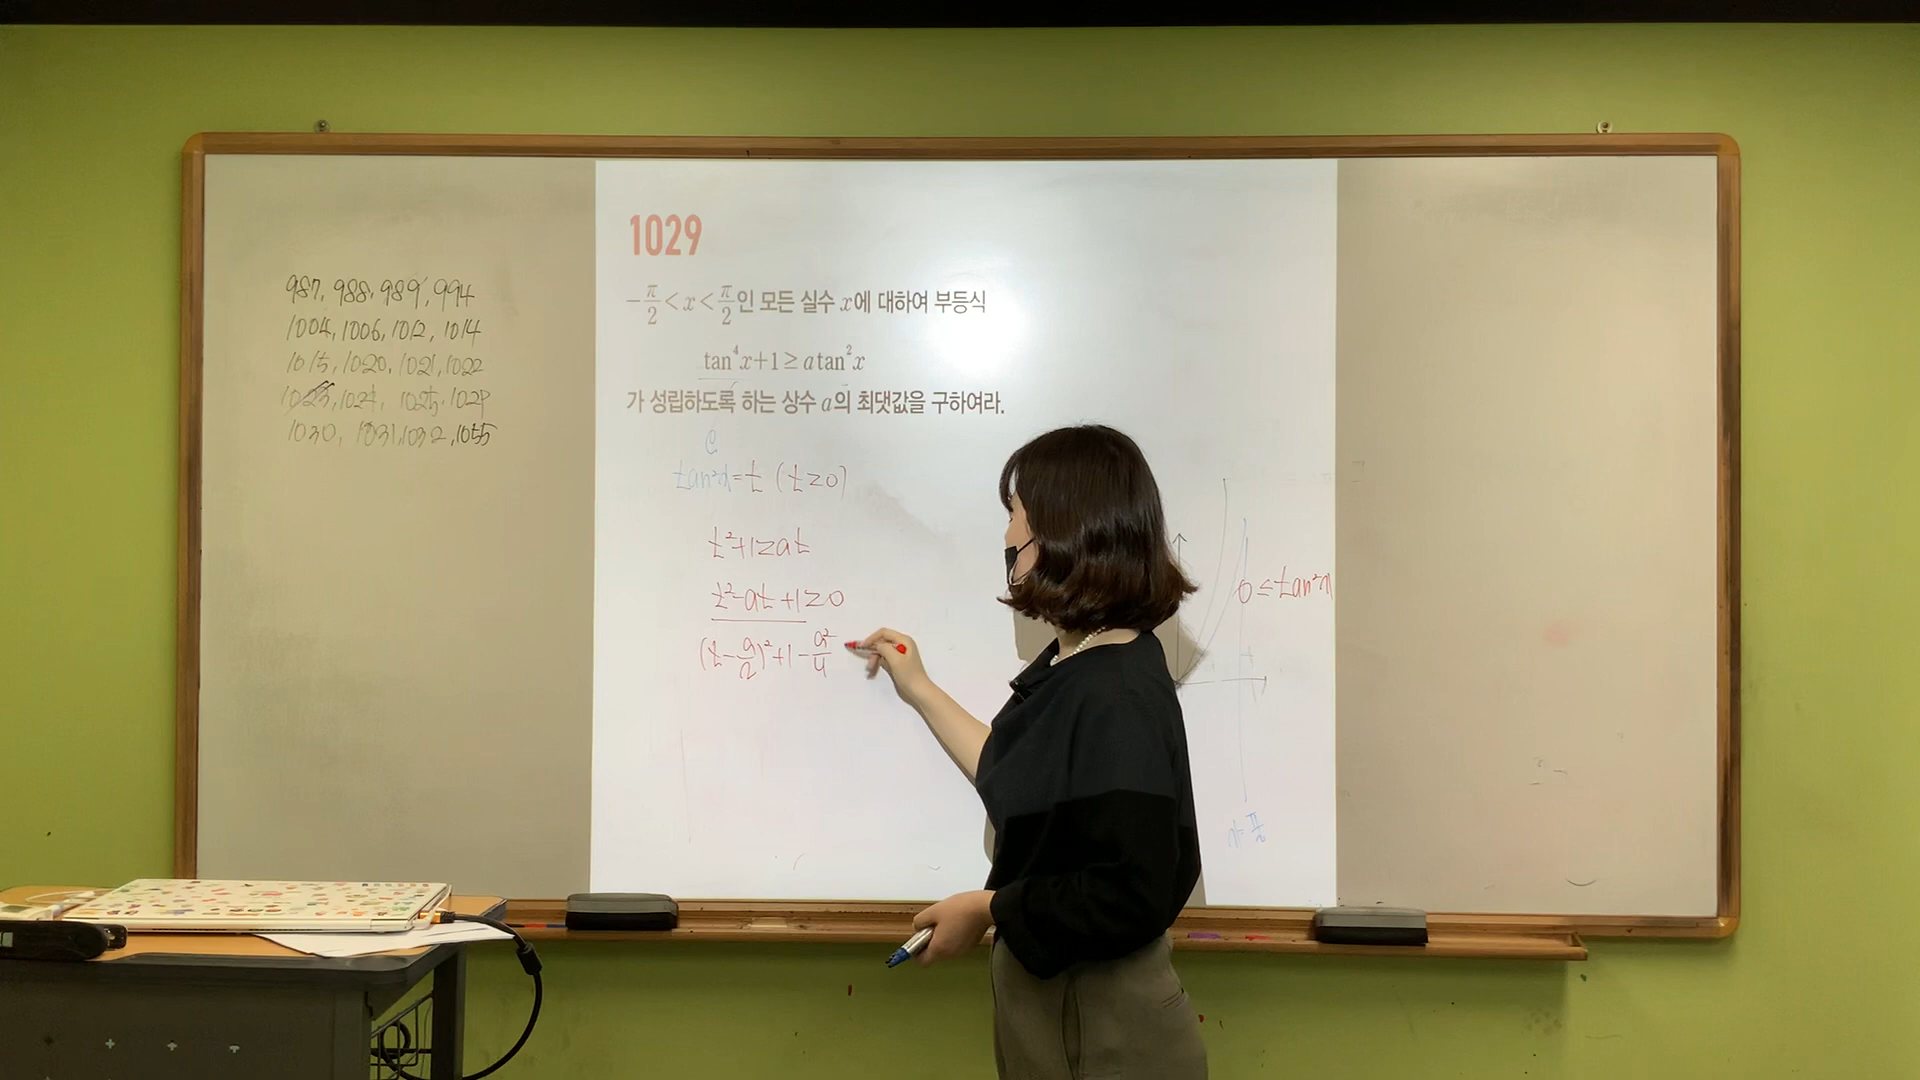 987, 988, 989, 994
1004, 1006, 1012, 1014
1015, 1020, 1021, 1022
1023, 1024, 1025, 1029
1030, 1031, 1032, 1055
1029
-π/2 < x < π/2인 모든 실수 x에 대하여 부등식
tan⁴x+1 ≥ a tan²x
가 성립하도록 하는 상수 a의 최댓값을 구하여라.
tan²x=t (t≥0)
t²+1≥at
t²-at+1≥0
(t-a/2)²+1-a²/4
0≤tan²x